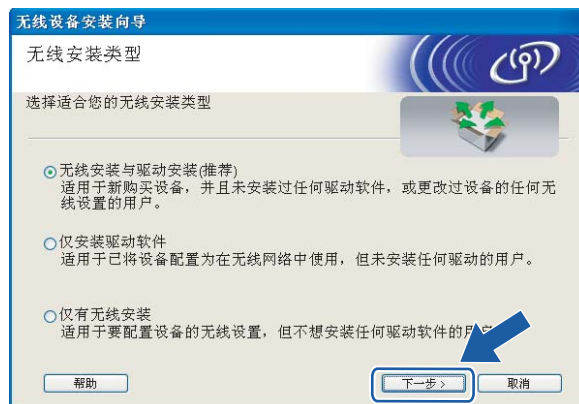 无线设备安装向导
无线安装类型
选择适合您的无线安装类型
无线安装与驱动安装(推荐)
适用于新购买设备，并且未安装过任何驱动软件，或更改过设备的任何无
线设置的用户。
仅安装驱动软件
适用于已将设备配置为在无线网络中使用，但未安装任何驱动的用户。
仅有无线安装
适用于要配置设备的无线设置，但不想安装任何驱动软件的用
帮助
下一步 >
取消